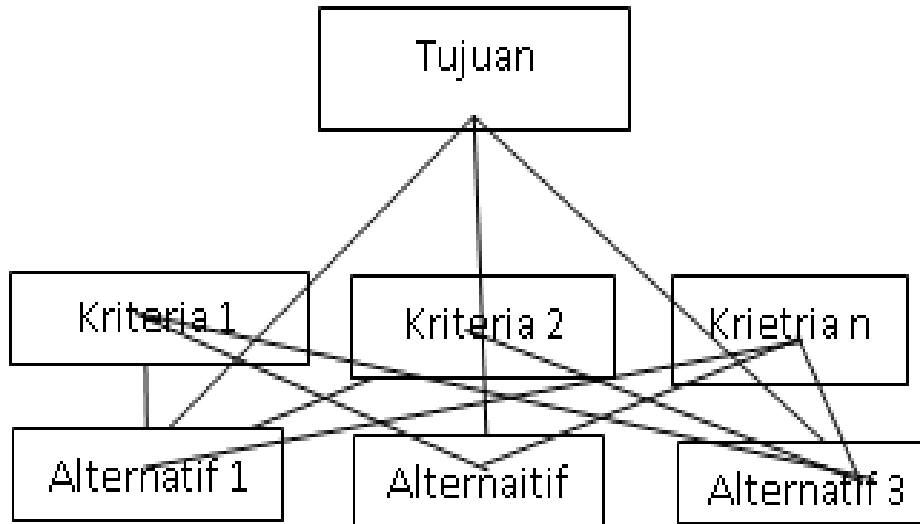 Tujuan
Kriteria 1
Kriteria 2
Krietria n
Alternatif 1
Alternaitif
Alternatif 3